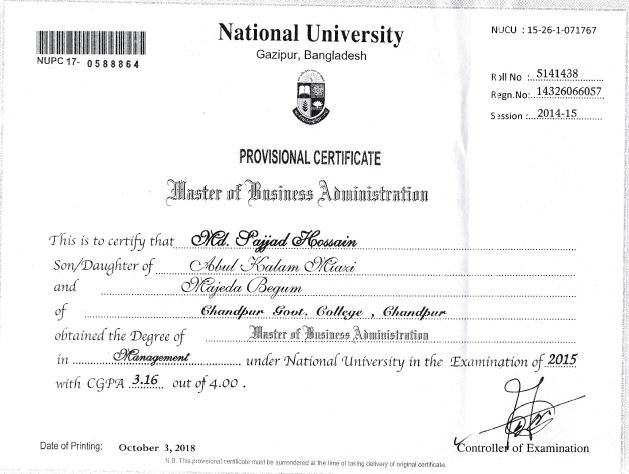 National University
Gazipur, Bangladesh
NUCU : 15-26-1-071767
NUPC 17- 0588864
Roll No : 5141438
Regn.No: 14326066057
Session : 2014-15
PROVISIONAL CERTIFICATE
Master of Business Administration
This is to certify that Md. Sajjad Hossain
Son/Daughter of Abul Kalam Miazi
and Majeda Begum
of Chandpur Govt. College , Chandpur
obtained the Degree of Master of Business Administration
in Management under National University in the Examination of 2015
with CGPA 3.16 out of 4.00 .
Date of Printing: October 3, 2018
Controller of Examination
N.B. This provisional certificate must be surrendered at the time of taking delivery of original certificate.